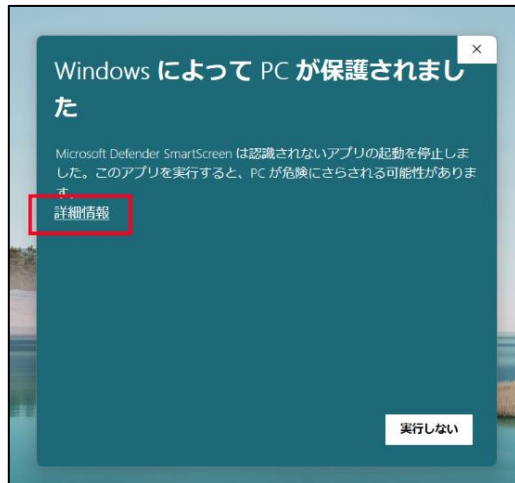 Windows によって PC が保護されまし
た
Microsoft Defender SmartScreen は認識されないアプリの起動を停止しま
した。このアプリを実行すると、PC が危険にさらされる可能性がありま
す。
詳細情報
実行しない